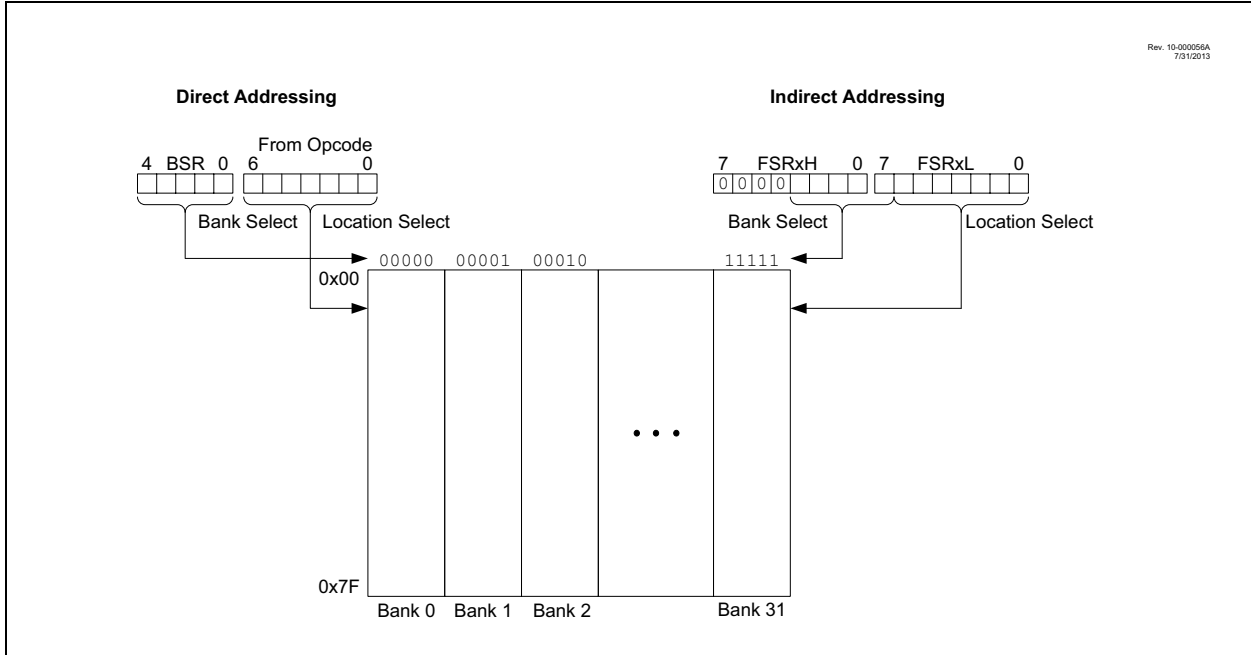 Rev. 10-000056A
7/31/2013
Direct Addressing
Indirect Addressing
From Opcode
4 BSR 0 6 0
7 FSRxH 0 7 FSRxL 0
0 0 0 0
Bank Select Location Select
Bank Select Location Select
00000 00001 00010 11111
0x00
• • •
0x7F
Bank 0 Bank 1 Bank 2 Bank 31